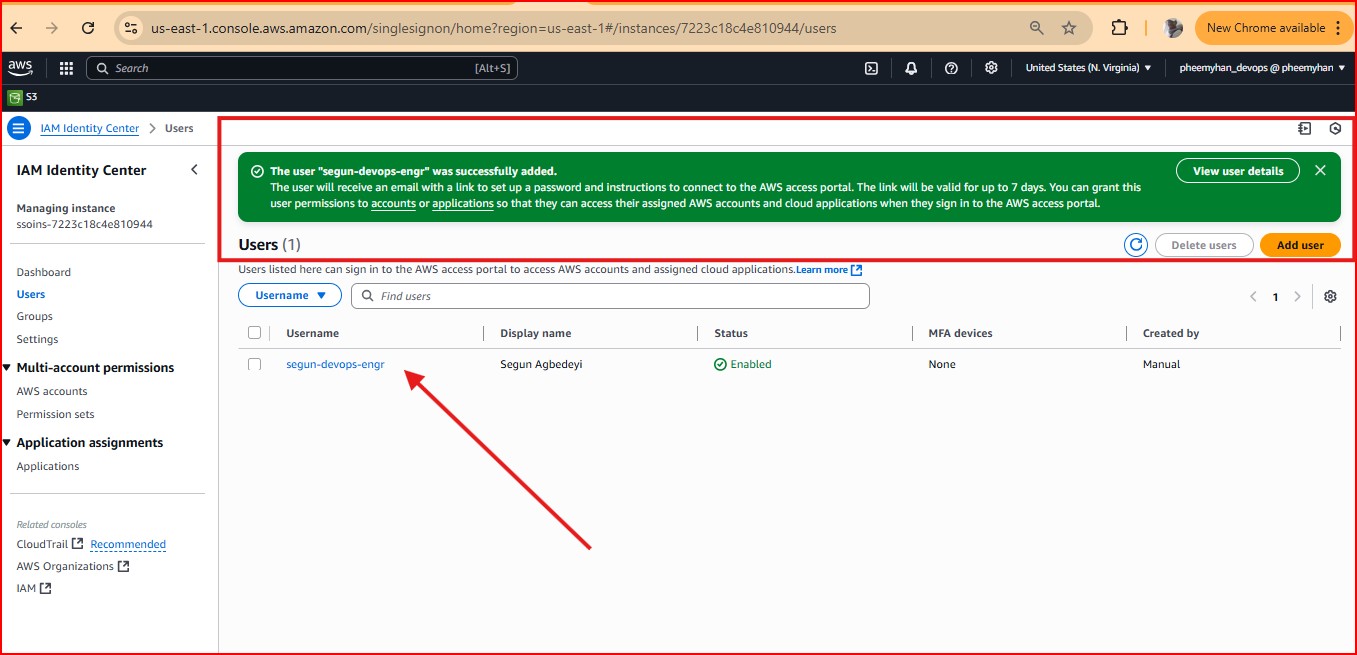 us-east-1.console.aws.amazon.com/singlesignon/home?region=us-east-1#/instances/7223c18c4e810944/users
New Chrome available
aws
Search
[Alt+S]
United States (N. Virginia)
pheemyhan_devops @ pheemyhan
S3
IAM Identity Center
Users
IAM Identity Center
Managing instance
ssoins-7223c18c4e810944
Dashboard
Users
Groups
Settings
Multi-account permissions
AWS accounts
Permission sets
Application assignments
Applications
Related consoles
CloudTrail Recommended
AWS Organizations
IAM
The user "segun-devops-engr" was successfully added.
The user will receive an email with a link to set up a password and instructions to connect to the AWS access portal. The link will be valid for up to 7 days. You can grant this
user permissions to accounts or applications so that they can access their assigned AWS accounts and cloud applications when they sign in to the AWS access portal.
View user details
Users (1)
Delete users
Add user
Users listed here can sign in to the AWS access portal to access AWS accounts and assigned cloud applications. Learn more
Username
Find users
1
Username Display name Status MFA devices Created by
segun-devops-engr Segun Agbedeyi Enabled None Manual